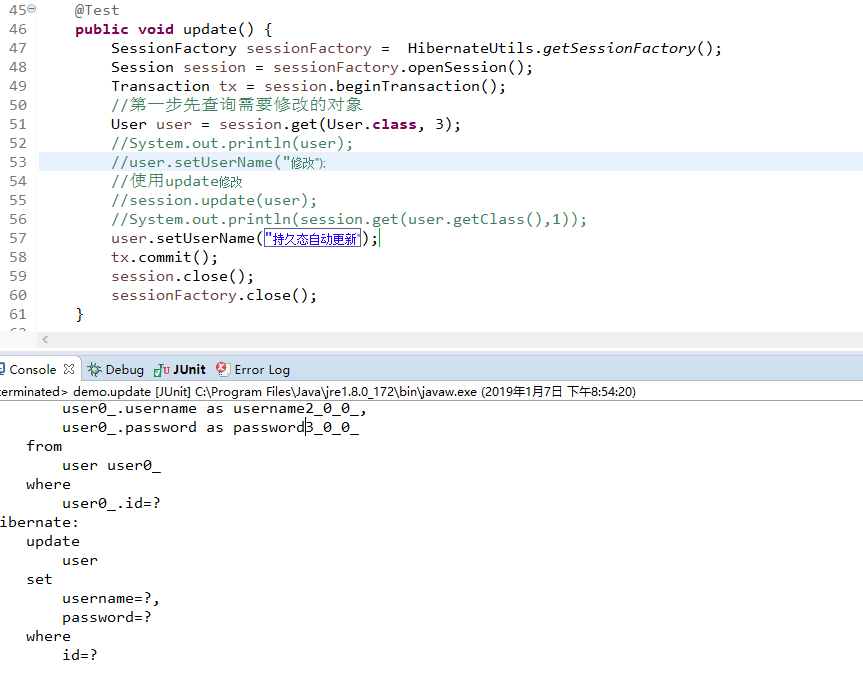 45 @Test
46 public void update() {
47 SessionFactory sessionFactory =  HibernateUtils.getSessionFactory();
48 Session session = sessionFactory.openSession();
49 Transaction tx = session.beginTransaction();
50 //第一步先查询需要修改的对象
51 User user = session.get(User.class, 3);
52 //System.out.println(user);
53 //user.setUserName("修改");
54 //使用update修改
55 //session.update(user);
56 //System.out.println(session.get(user.getClass(),1));
57 user.setUserName("持久态自动更新");
58 tx.commit();
59 session.close();
60 sessionFactory.close();
61 }
Console Debug JUnit Error Log
terminated> demo.update [JUnit] C:\Program Files\Java\jre1.8.0_172\bin\javaw.exe (2019年1月7日 下午8:54:20)
user0_.username as username2_0_0_,
user0_.password as password3_0_0_
from
user user0_
where
user0_.id=?
ibernate:
update
user
set
username=?,
password=?
where
id=?